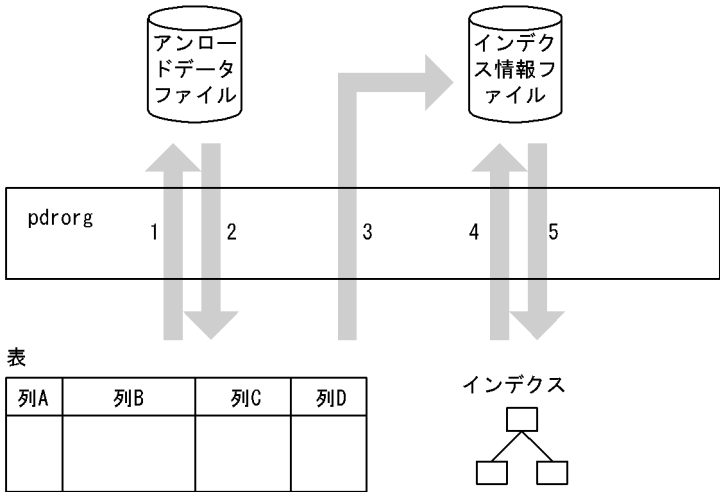 アンロー
ドデータ
ファイル
インデク
ス情報フ
ァイル
pdrorg
1
2
3
4
5
表
列A
列B
列C
列D
インデクス